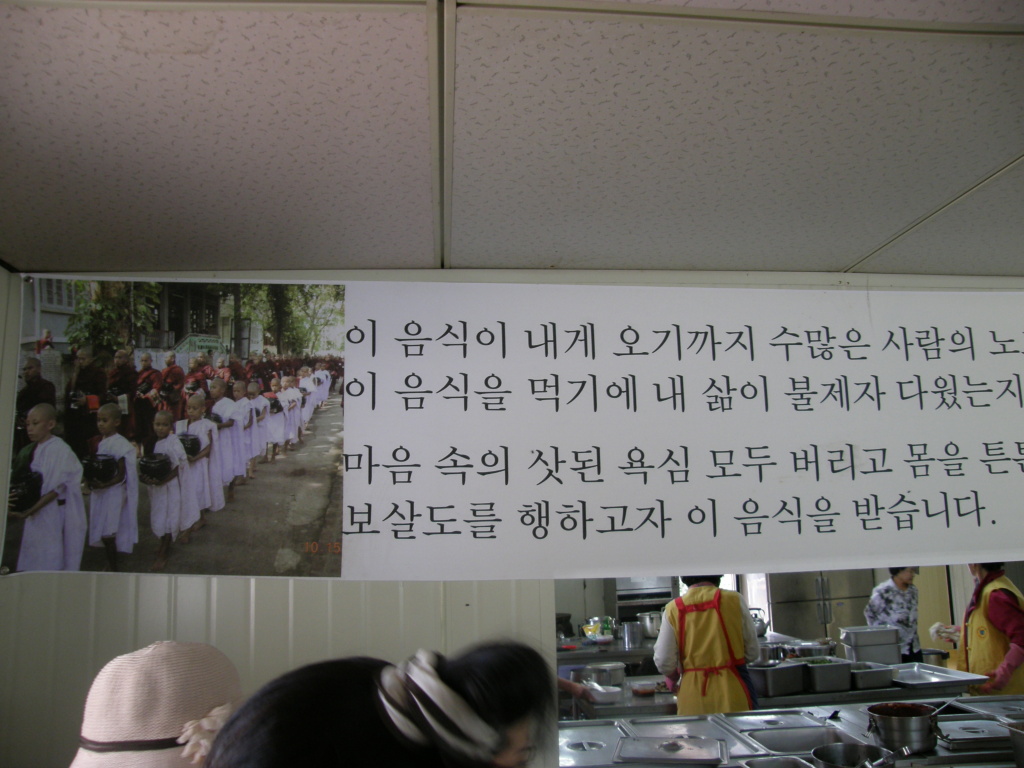 이 음식이 내게 오기까지 수많은 사람의
이 음식을 먹기에 내 삶이 불제자 다웠는지
마음 속의 삿된 욕심 모두 버리고 몸을
보살도를 행하고자 이 음식을 받습니다.